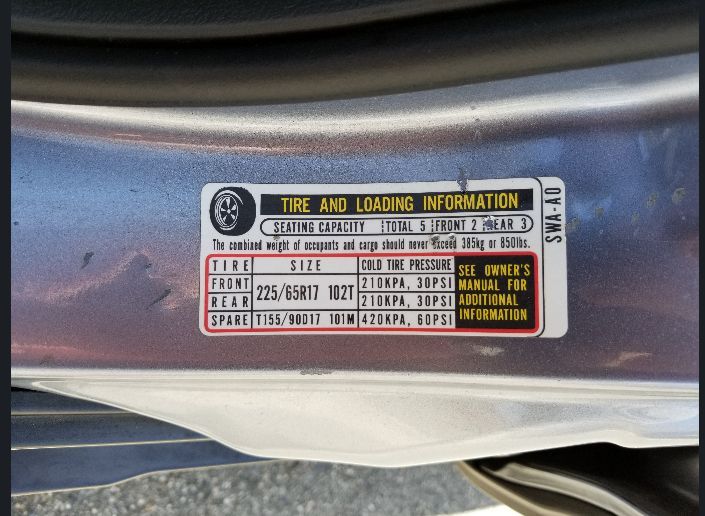 TIRE AND LOADING INFORMATION
SEATING CAPACITY TOTAL 5 FRONT 2 REAR 3
The combined weight of occupants and cargo should never exceed 385kg or 850lbs.
TIRE SIZE COLD TIRE PRESSURE
FRONT 225/65R17 102T 210KPA, 30PSI
REAR 210KPA, 30PSI
SPARE T155/90D17 101M 420KPA, 60PSI
SEE OWNER'S
MANUAL FOR
ADDITIONAL
INFORMATION
SWA-A0